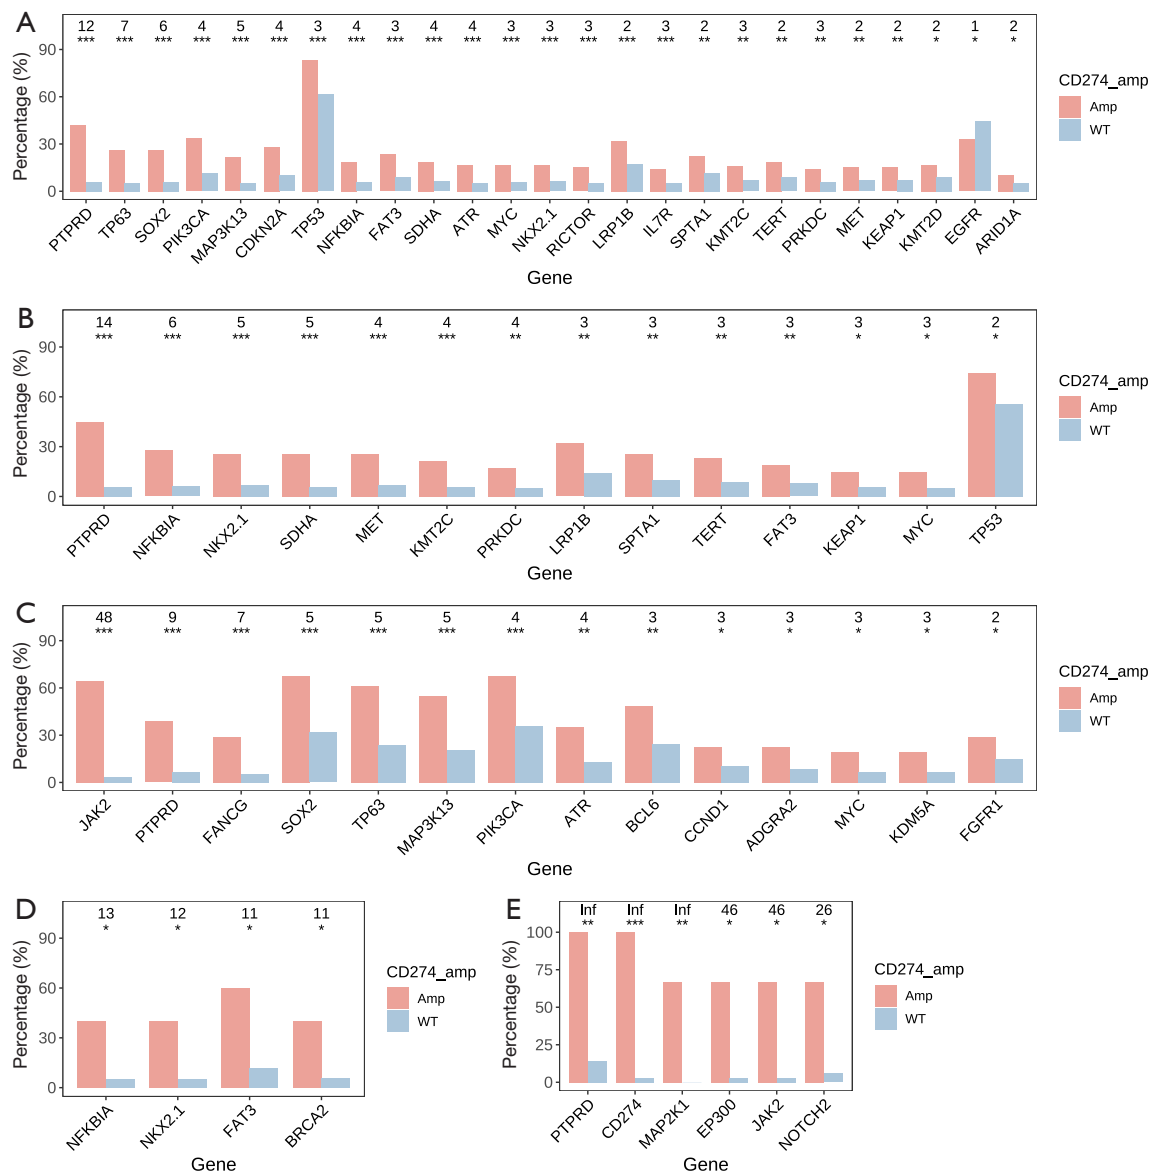 A
12 7 6 4 5 4 3 4 3 4 4 3 3 3 2 3 2 3 2 3 2 2 2 1 2
*** *** *** *** *** *** *** *** *** *** *** *** *** *** *** *** ** ** ** ** ** ** * * *
90
60
30
0
Percentage (%)
PTPRD TP63 SOX2 PIK3CA MAP3K13 CDKN2A TP53 NFKBIA FAT3 SDHA ATR MYC NKX2.1 RICTOR LRP1B IL7R SPTA1 KMT2C TERT PRKDC MET KEAP1 KMT2D EGFR ARID1A
Gene
CD274_amp
Amp
WT
B
14 6 5 5 4 4 4 3 3 3 3 3 3 2
*** *** *** *** *** *** ** ** ** ** ** * * *
90
60
30
0
Percentage (%)
PTPRD NFKBIA NKX2.1 SDHA MET KMT2C PRKDC LRP1B SPTA1 TERT FAT3 KEAP1 MYC TP53
Gene
CD274_amp
Amp
WT
C
48 9 7 5 5 5 4 4 3 3 3 3 3 2
*** *** *** *** *** *** *** ** ** * * * * *
90
60
30
0
Percentage (%)
JAK2 PTPRD FANCG SOX2 TP63 MAP3K13 PIK3CA ATR BCL6 CCND1 ADGRA2 MYC KDM5A FGFR1
Gene
CD274_amp
Amp
WT
D
13 12 11 11
* * * *
90
60
30
0
Percentage (%)
NFKBIA NKX2.1 FAT3 BRCA2
Gene
CD274_amp
Amp
WT
E
Inf Inf Inf 46 46 26
** *** ** * * *
100
75
50
25
0
Percentage (%)
PTPRD CD274 MAP2K1 EP300 JAK2 NOTCH2
Gene
CD274_amp
Amp
WT